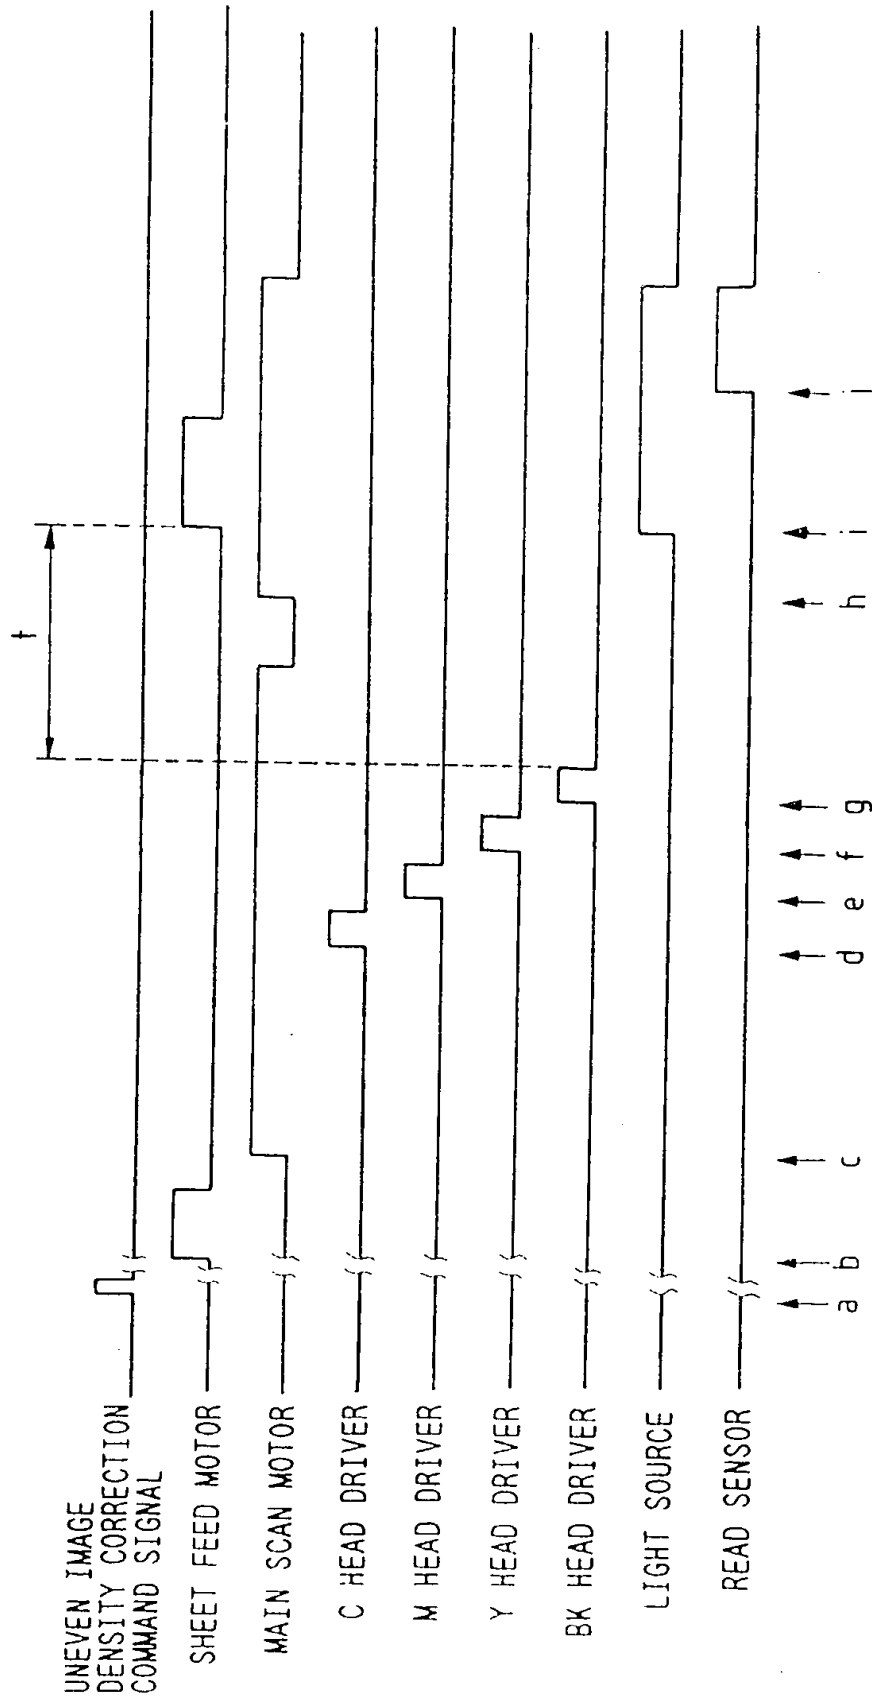 UNEVEN IMAGE
DENSITY CORRECTION
COMMAND SIGNAL
SHEET FEED MOTOR
MAIN SCAN MOTOR
C HEAD DRIVER
M HEAD DRIVER
Y HEAD DRIVER
BK HEAD DRIVER
LIGHT SOURCE
READ SENSOR
t
a b c d e f g h i l